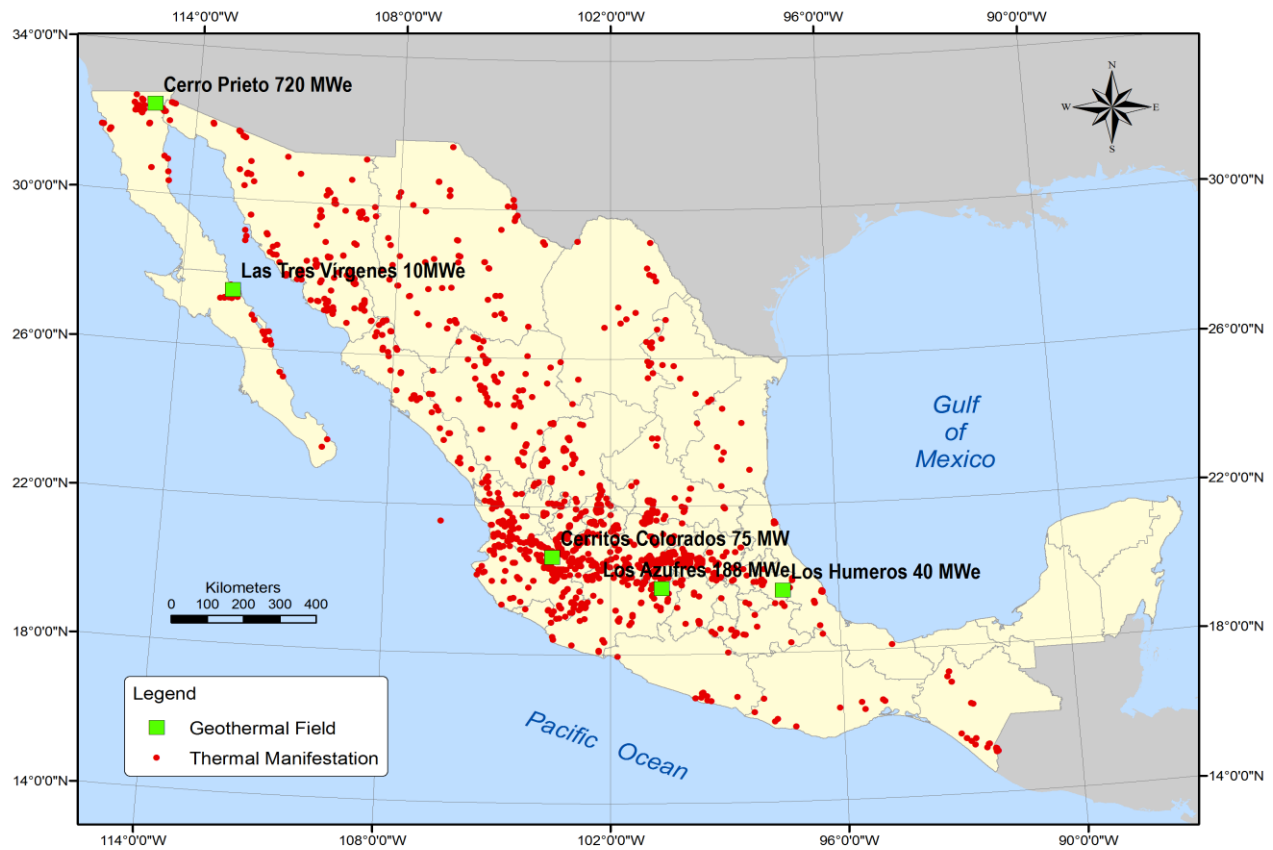 114°0'0"W 108°0'0"W 102°0'0"W 96°0'0"W 90°0'0"W
34°0'0"N
N
W E
S
Cerro Prieto 720 MWe
30°0'0"N 30°0'0"N
Las Tres Vírgenes 10MWe
26°0'0"N 26°0'0"N
Gulf
of
Mexico
22°0'0"N 22°0'0"N
Cerritos Colorados 75 MW
Los Azufres 188 MWe Los Humeros 40 MWe
Kilometers
0 100 200 300 400
18°0'0"N 18°0'0"N
Legend
Geothermal Field
Thermal Manifestation
Pacific Ocean
14°0'0"N 14°0'0"N
114°0'0"W 108°0'0"W 102°0'0"W 96°0'0"W 90°0'0"W